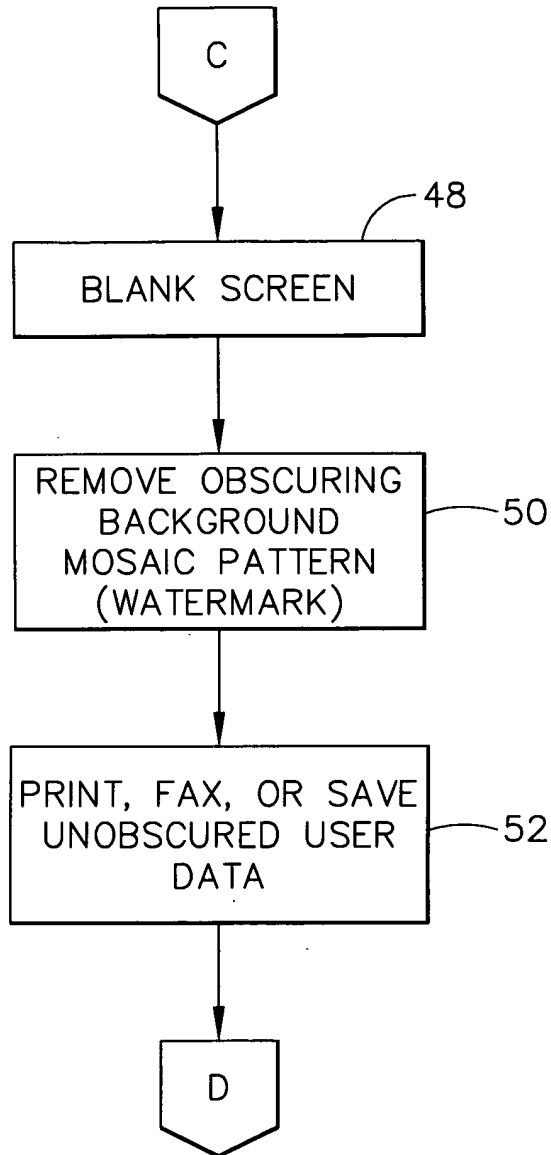 C
48
BLANK SCREEN
REMOVE OBSCURING
BACKGROUND
MOSAIC PATTERN
(WATERMARK)
50
PRINT, FAX, OR SAVE
UNOBSCURED USER
DATA
52
D